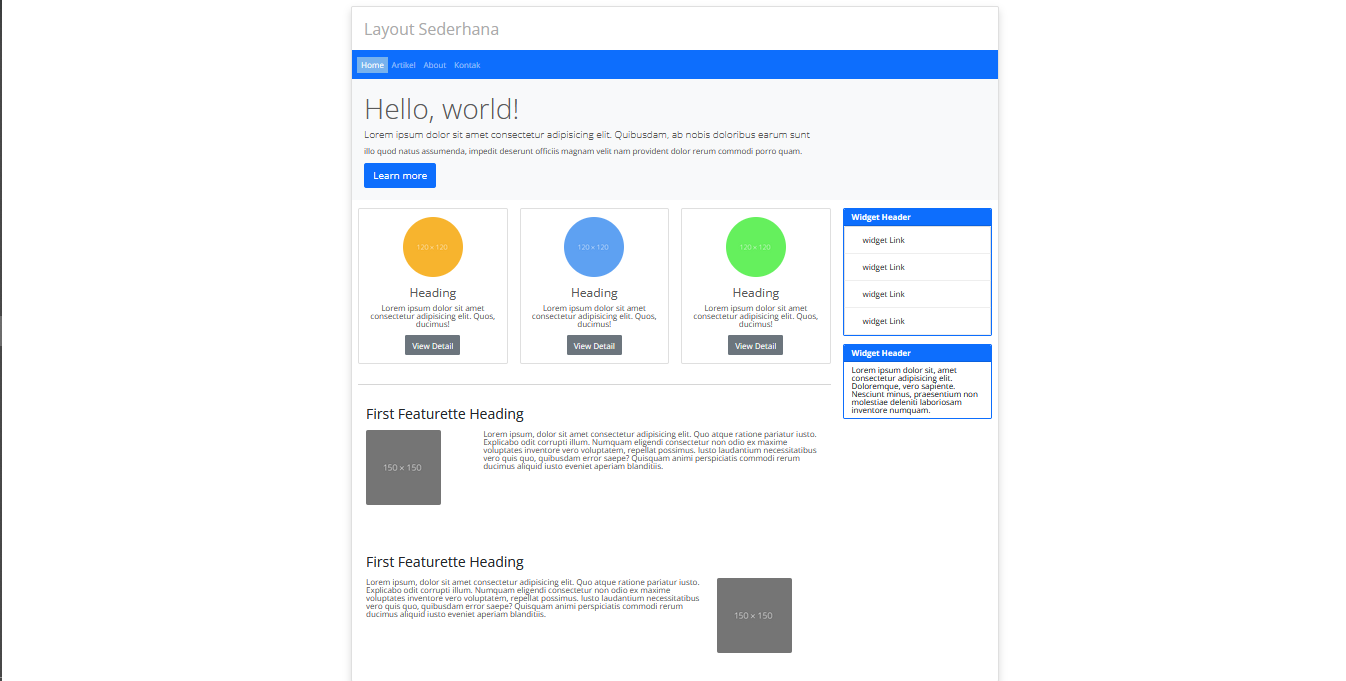 Layout Sederhana
Home Artikel About Kontak
Hello, world!
Lorem ipsum dolor sit amet consectetur adipisicing elit. Quibusdam, ab nobis doloribus earum sunt
illo quod natus assumenda, impedit deserunt officiis magnam velit nam provident dolor rerum commodi porro quam.
Learn more
120 × 120
Heading
Lorem ipsum dolor sit amet
consectetur adipisicing elit. Quos,
ducimus!
View Detail
120 × 120
Heading
Lorem ipsum dolor sit amet
consectetur adipisicing elit. Quos,
ducimus!
View Detail
120 × 120
Heading
Lorem ipsum dolor sit amet
consectetur adipisicing elit. Quos,
ducimus!
View Detail
Widget Header
widget Link
widget Link
widget Link
widget Link
Widget Header
Lorem ipsum dolor sit, amet
consectetur adipisicing elit.
Doloremque, vero sapiente.
Nesciunt minus, praesentium non
molestiae deleniti laboriosam
inventore numquam.
First Featurette Heading
150 × 150
Lorem ipsum, dolor sit amet consectetur adipisicing elit. Quo atque ratione pariatur iusto.
Explicabo odit corrupti illum. Numquam eligendi consectetur non odio ex maxime
voluptates inventore vero voluptatem, repellat possimus. Iusto laudantium necessitatibus
vero quis quo, quibusdam error saepe? Quisquam animi perspiciatis commodi rerum
ducimus aliquid iusto eveniet aperiam blanditiis.
First Featurette Heading
Lorem ipsum, dolor sit amet consectetur adipisicing elit. Quo atque ratione pariatur iusto.
Explicabo odit corrupti illum. Numquam eligendi consectetur non odio ex maxime
voluptates inventore vero voluptatem, repellat possimus. Iusto laudantium necessitatibus
vero quis quo, quibusdam error saepe? Quisquam animi perspiciatis commodi rerum
ducimus aliquid iusto eveniet aperiam blanditiis.
150 × 150